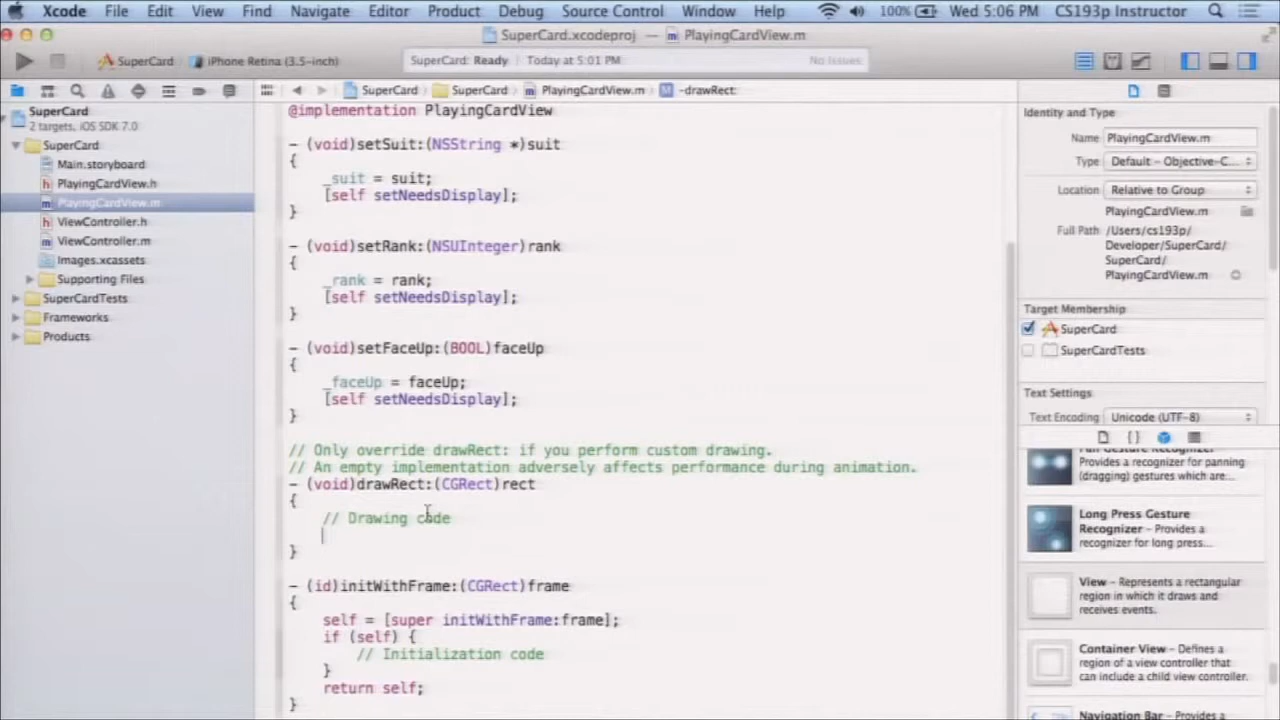 Xcode File Edit View Find Navigate Editor Product Debug Source Control Window Help 100% Wed 5:06 PM CS193p Instructor
SuperCard.xcodeproj — PlayingCardView.m
SuperCard iPhone Retina (3.5-inch) SuperCard: Ready Today at 5:01 PM No Issues
SuperCard SuperCard PlayingCardView.m M -drawRect:
SuperCard
2 targets, iOS SDK 7.0
SuperCard
Main.storyboard
h PlayingCardView.h
m PlayingCardView.m
h ViewController.h
m ViewController.m
Images.xcassets
Supporting Files
SuperCardTests
Frameworks
Products
@implementation PlayingCardView
- (void)setSuit:(NSString *)suit
{
_suit = suit;
[self setNeedsDisplay];
}
- (void)setRank:(NSUInteger)rank
{
_rank = rank;
[self setNeedsDisplay];
}
- (void)setFaceUp:(BOOL)faceUp
{
_faceUp = faceUp;
[self setNeedsDisplay];
}
// Only override drawRect: if you perform custom drawing.
// An empty implementation adversely affects performance during animation.
- (void)drawRect:(CGRect)rect
{
// Drawing code
}
- (id)initWithFrame:(CGRect)frame
{
self = [super initWithFrame:frame];
if (self) {
// Initialization code
}
return self;
}
Identity and Type
Name PlayingCardView.m
Type Default - Objective-C...
Location Relative to Group
PlayingCardView.m
Full Path /Users/cs193p/
Developer/SuperCard/
SuperCard/
PlayingCardView.m
Target Membership
SuperCard
SuperCardTests
Text Settings
Text Encoding Unicode (UTF-8)
Pan Gesture Recognizer
Provides a recognizer for panning
(dragging) gestures which are
Long Press Gesture
Recognizer - Provides a
recognizer for long press...
View - Represents a rectangular
region in which it draws and
receives events.
Container View - Defines a
region of a view controller that
can include a child view controller.
Navigation Bar - Provides a